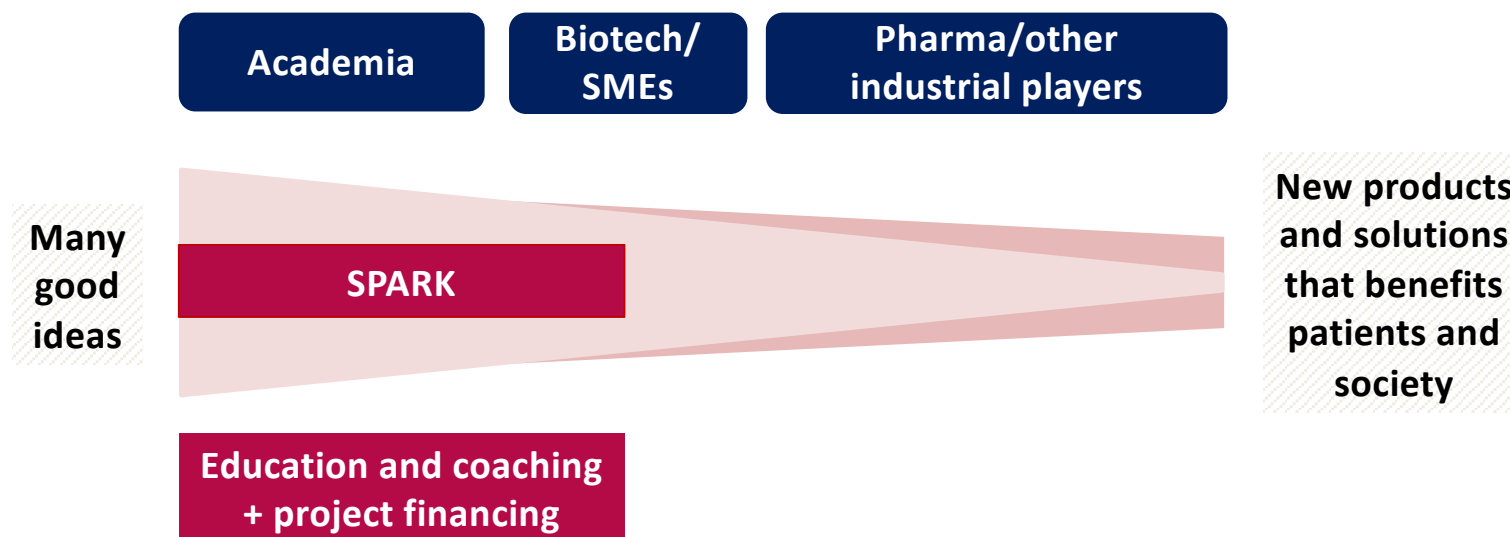 Academia
Biotech/
SMEs
Pharma/other
industrial players
Many
good
ideas
SPARK
New products
and solutions
that benefits
patients and
society
Education and coaching
+ project financing